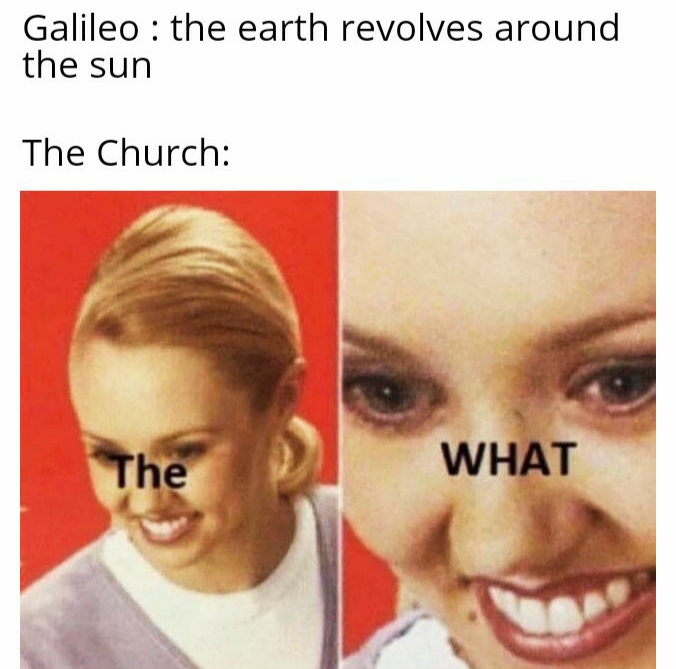 Galileo : the earth revolves around
the sun
The Church:
The
WHAT